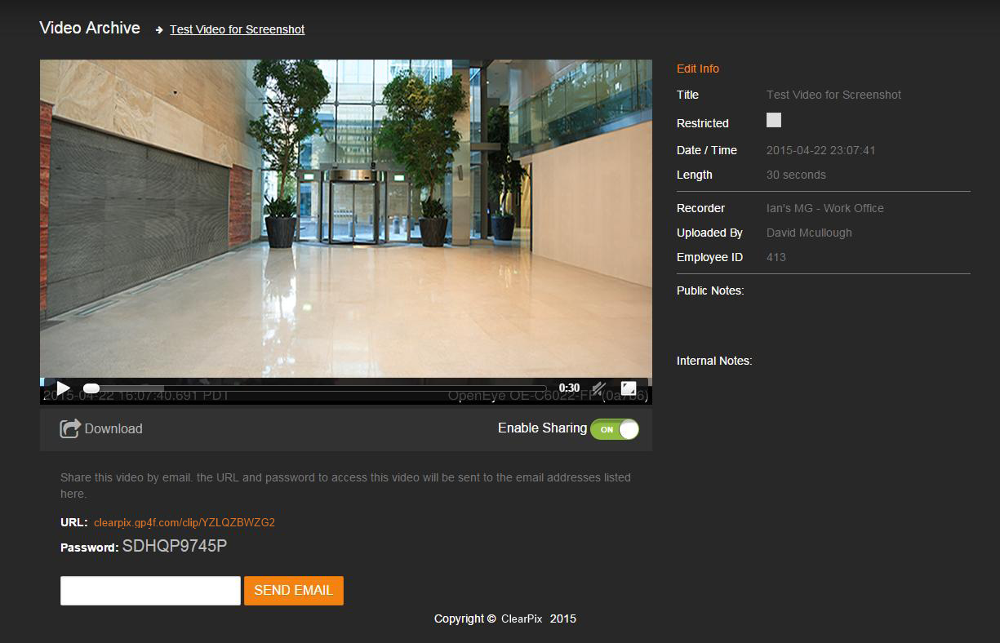 Video Archive → Test Video for Screenshot
Edit Info
Title Test Video for Screenshot
Restricted
Date / Time 2015-04-22 23:07:41
Length 30 seconds
Recorder Ian's MG - Work Office
Uploaded By David Mcullough
Employee ID 413
Public Notes:
Internal Notes:
0:30
2015-04-22 16:07:40.691 PDT OpenEye OE-C6022-FF (0a7b6)
Download Enable Sharing ON
Share this video by email. the URL and password to access this video will be sent to the email addresses listed
here.
URL: clearpix.gp4f.com/clip/YZLQZBWZG2
Password: SDHQP9745P
SEND EMAIL
Copyright © ClearPix 2015